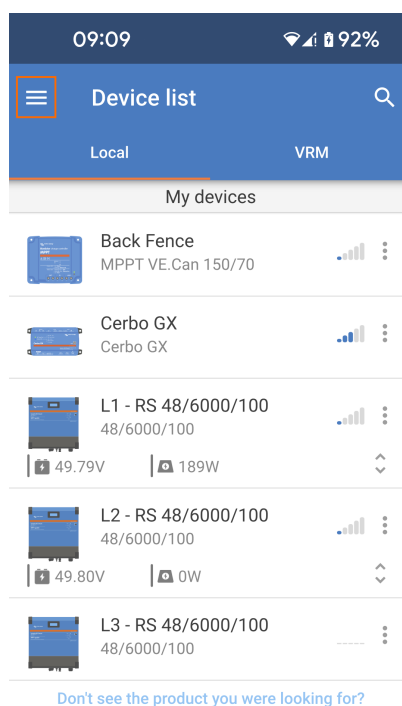 09:09 92%
Device list
Local VRM
My devices
Back Fence
MPPT VE.Can 150/70
Cerbo GX
Cerbo GX
L1 - RS 48/6000/100
48/6000/100
49.79V 189W
L2 - RS 48/6000/100
48/6000/100
49.80V 0W
L3 - RS 48/6000/100
48/6000/100
Don't see the product you were looking for?